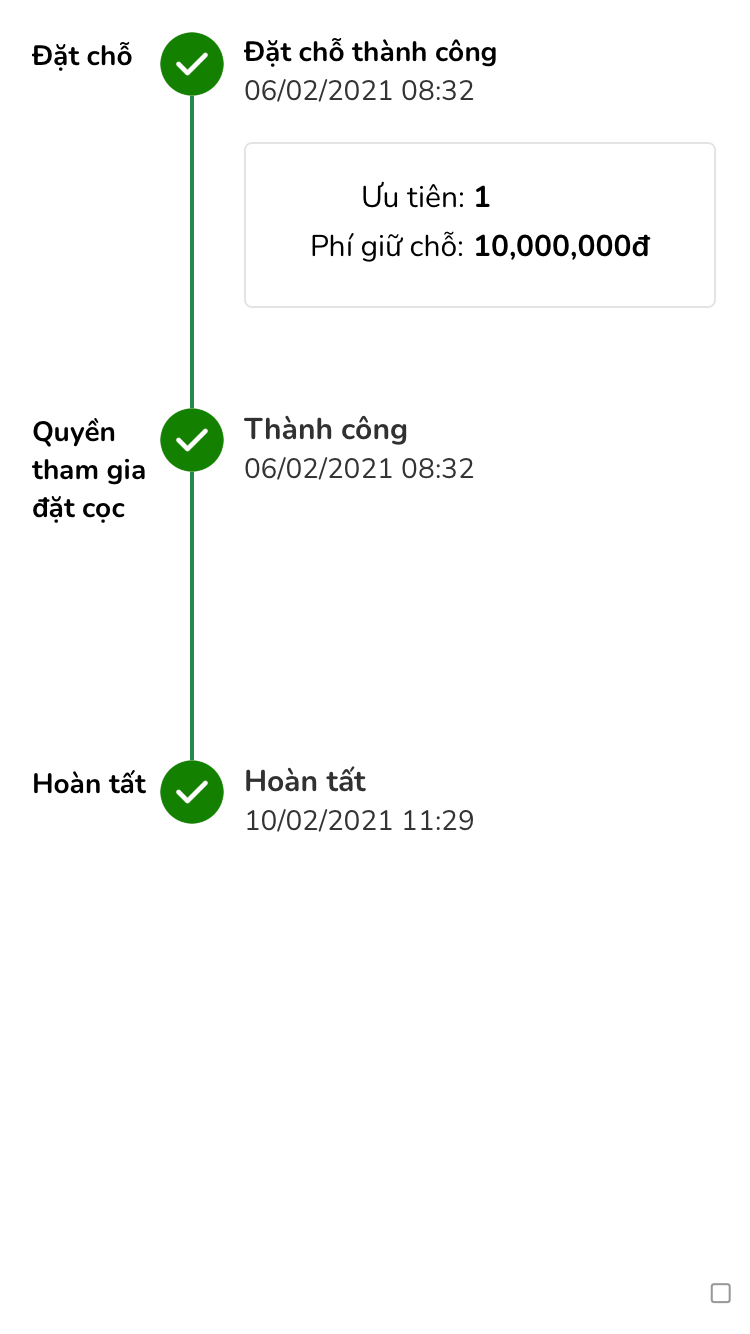 Đặt chỗ
Đặt chỗ thành công
06/02/2021 08:32
Ưu tiên: 1
Phí giữ chỗ: 10,000,000đ
Quyền
tham gia
đặt cọc
Thành công
06/02/2021 08:32
Hoàn tất
Hoàn tất
10/02/2021 11:29